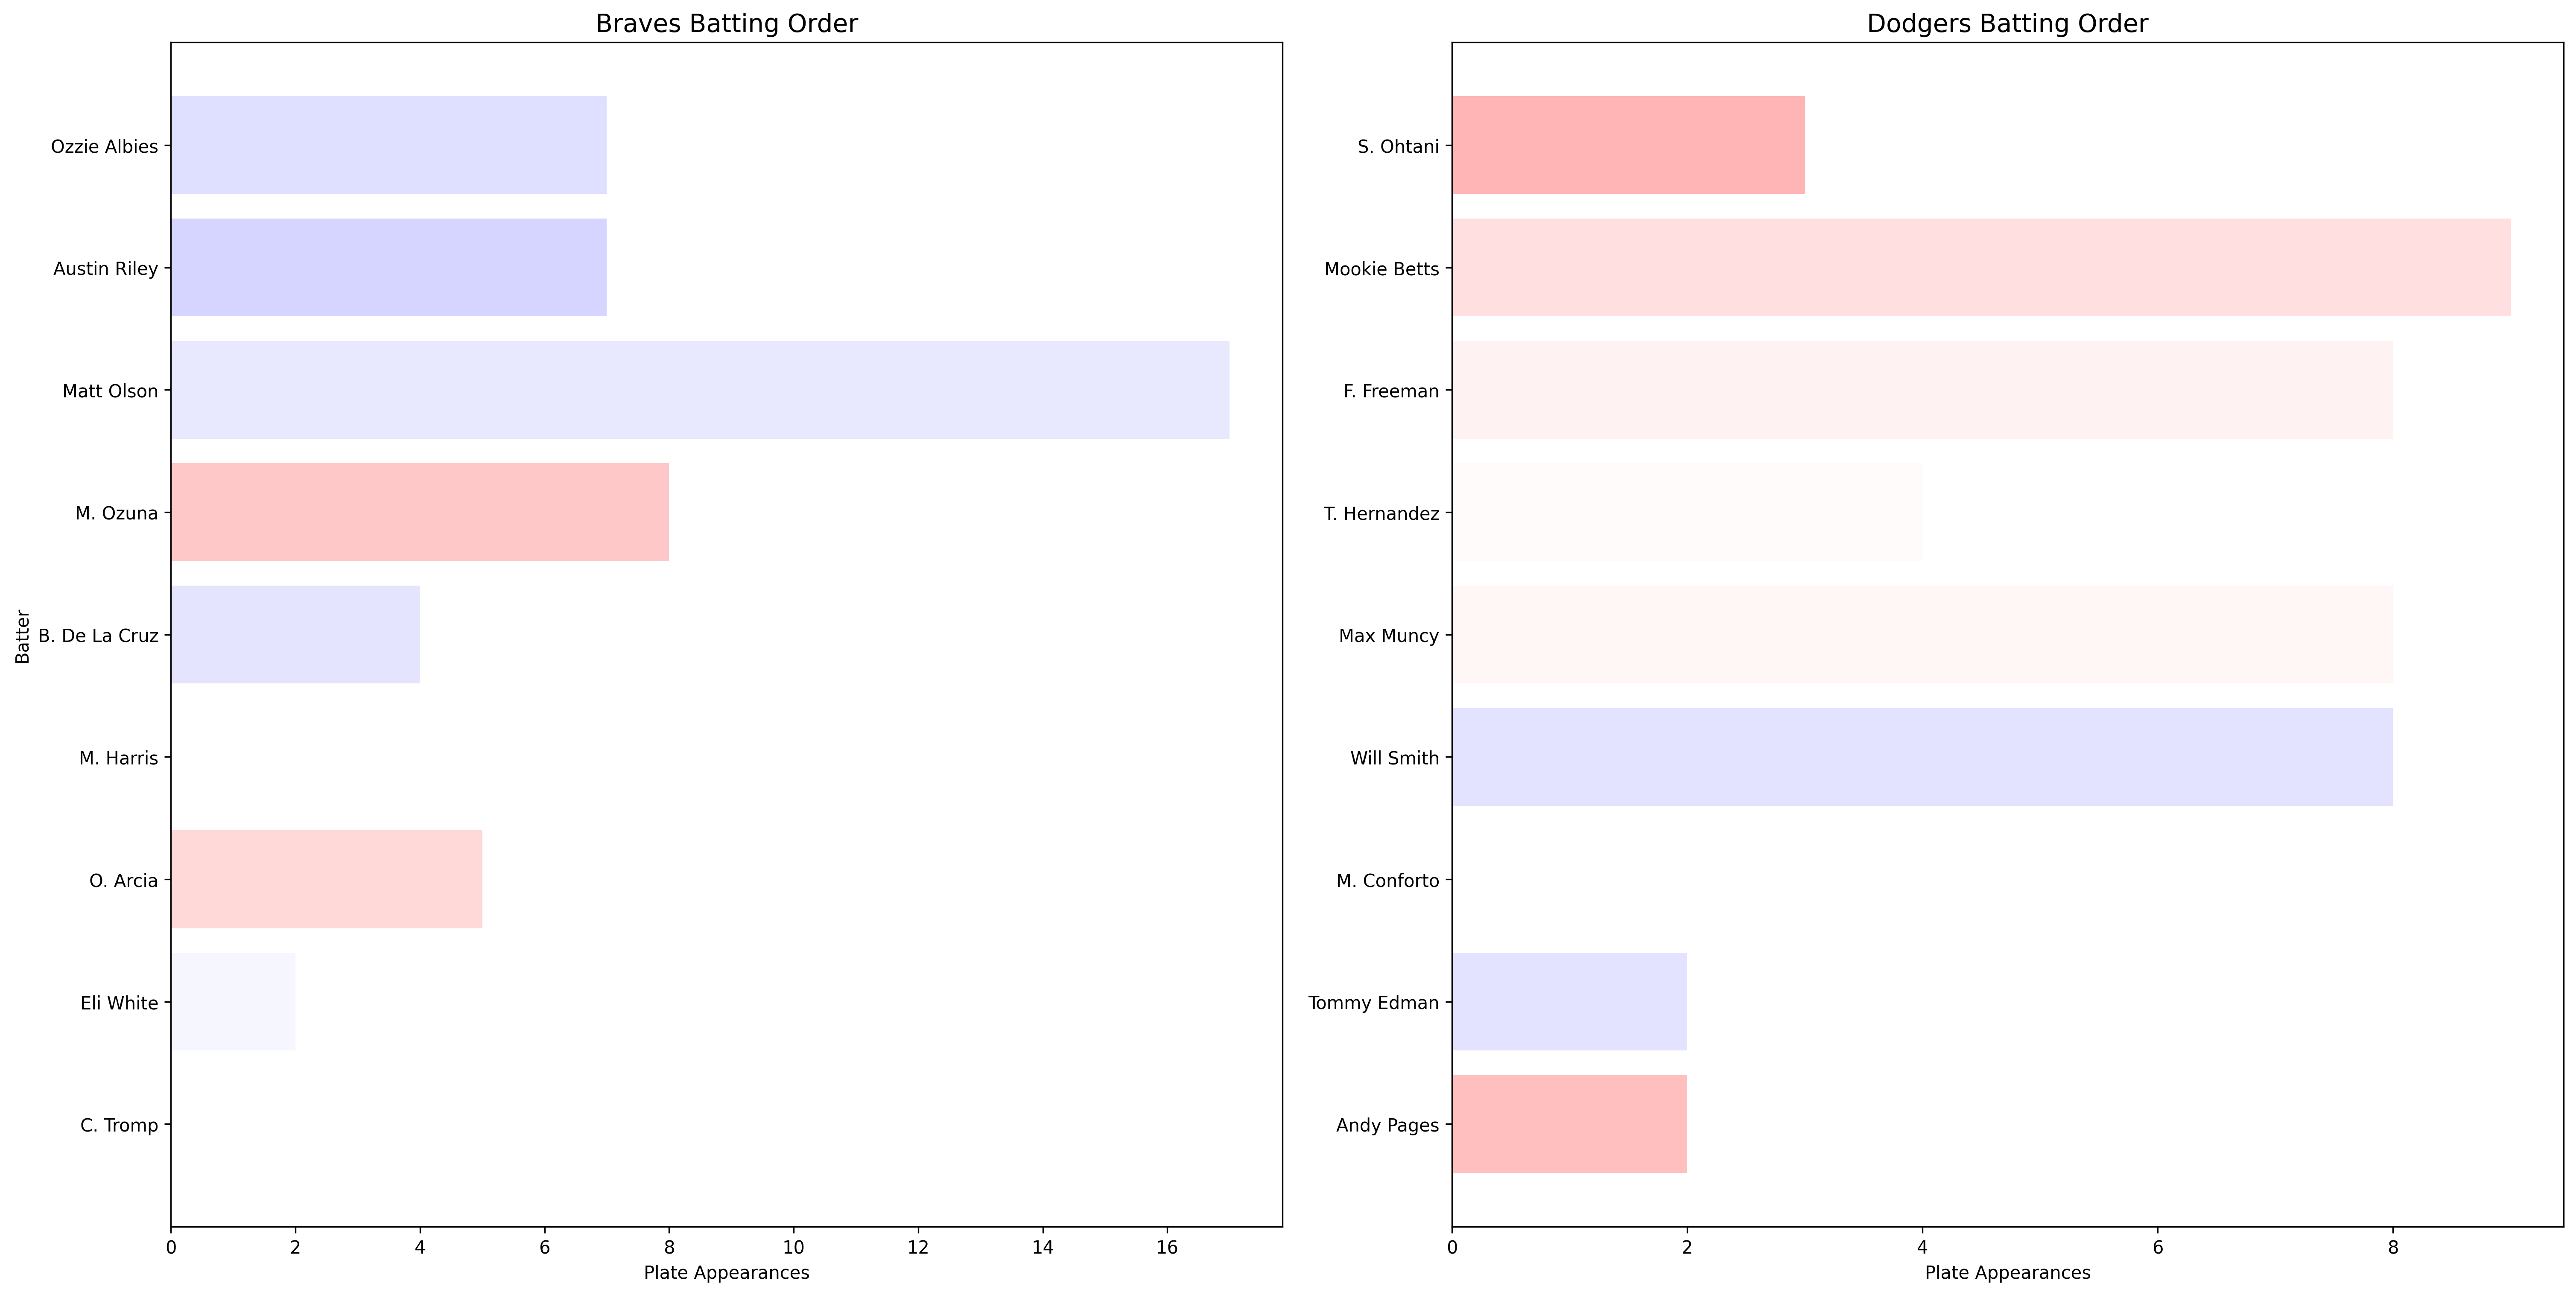 Braves Batting Order
Batter
Ozzie Albies
Austin Riley
Matt Olson
M. Ozuna
B. De La Cruz
M. Harris
O. Arcia
Eli White
C. Tromp
0 2 4 6 8 10 12 14 16
Plate Appearances
Dodgers Batting Order
S. Ohtani
Mookie Betts
F. Freeman
T. Hernandez
Max Muncy
Will Smith
M. Conforto
Tommy Edman
Andy Pages
0 2 4 6 8
Plate Appearances